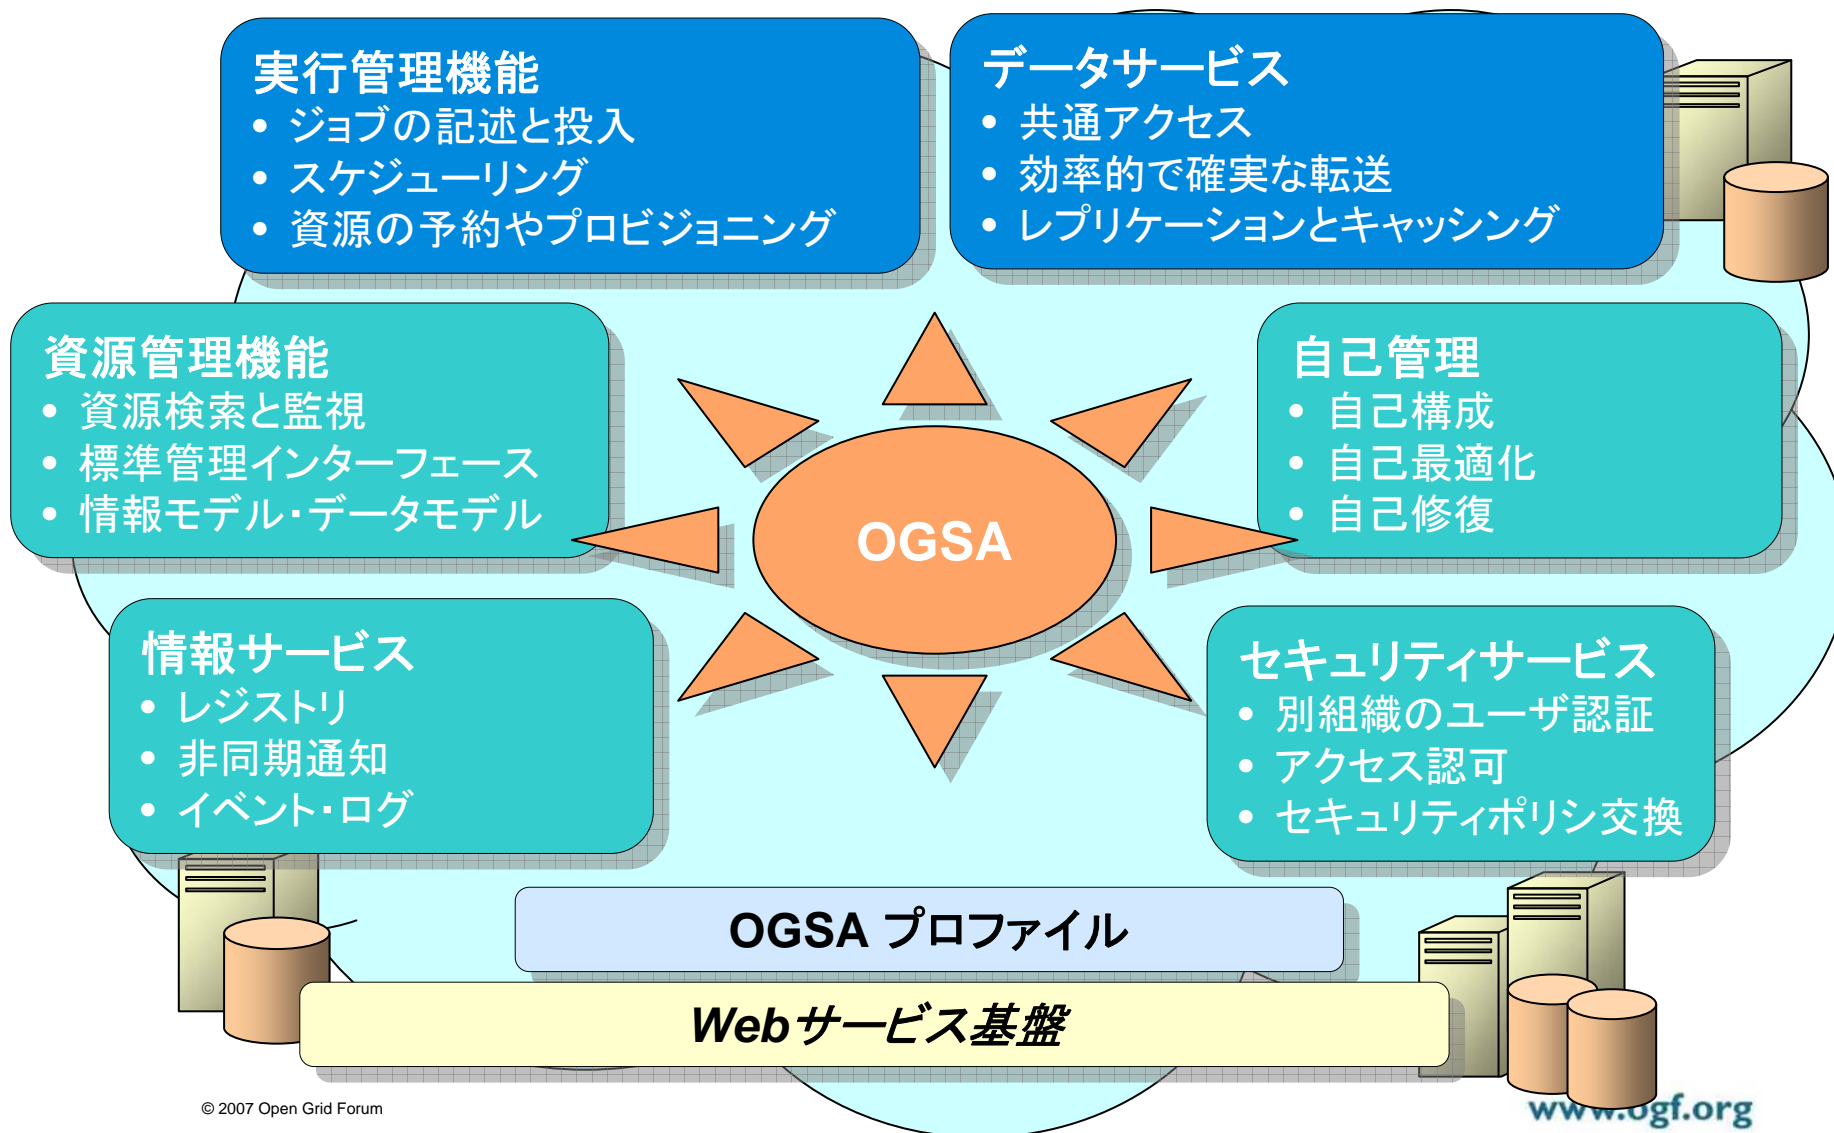 実行管理機能
• ジョブの記述と投入
• スケジューリング
• 資源の予約やプロビジョニング
データサービス
• 共通アクセス
• 効率的で確実な転送
• レプリケーションとキャッシング
資源管理機能
• 資源検索と監視
• 標準管理インターフェース
• 情報モデル・データモデル
自己管理
• 自己構成
• 自己最適化
• 自己修復
OGSA
情報サービス
• レジストリ
• 非同期通知
• イベント・ログ
セキュリティサービス
• 別組織のユーザ認証
• アクセス認可
• セキュリティポリシ交換
OGSA プロファイル
Webサービス基盤
© 2007 Open Grid Forum
www.ogf.org